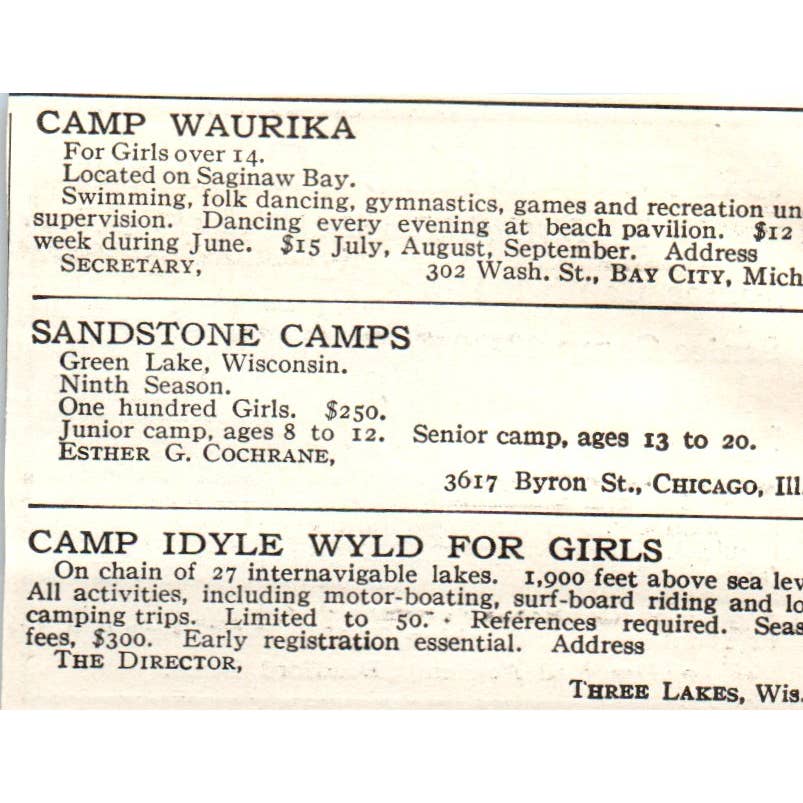 CAMP WAURIKA
For Girls over 14.
Located on Saginaw Bay.
Swimming, folk dancing, gymnastics, games and recreation un
supervision. Dancing every evening at beach pavilion. $12
week during June. $15 July, August, September. Address
SECRETARY, 302 Wash. St., BAY CITY, Mich
SANDSTONE CAMPS
Green Lake, Wisconsin.
Ninth Season.
One hundred Girls. $250.
Junior camp, ages 8 to 12. Senior camp, ages 13 to 20.
ESTHER G. COCHRANE,
3617 Byron St., CHICAGO, Ill.
CAMP IDYLE WYLD FOR GIRLS
On chain of 27 internavigable lakes. 1,900 feet above sea lev
All activities, including motor-boating, surf-board riding and lo
camping trips. Limited to 50. References required. Seas
fees, $300. Early registration essential. Address
THE DIRECTOR,
THREE LAKES, Wis.